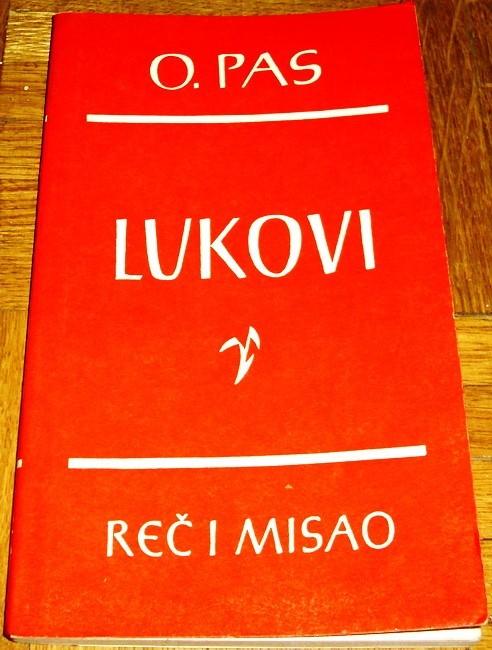 O. PAS
LUKOVI
REČ I MISAO